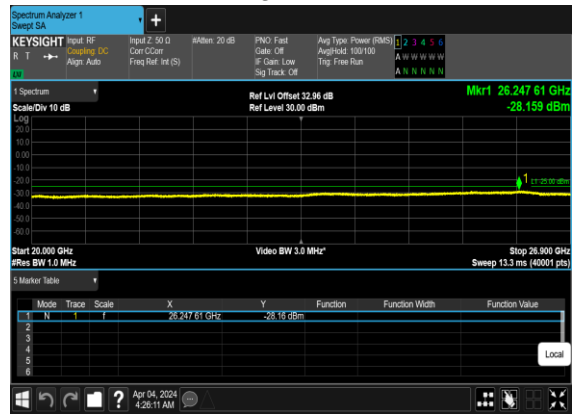 Spectrum Analyzer 1
Swept SA
+
KEYSIGHT Input: RF Input Z: 50 Ω #Atten: 20 dB PNO: Fast Avg Type: Power (RMS) 1 2 3 4 5 6
R T Coupling: DC Corr CCorr Gate: Off Avg|Hold: 100/100 A W W W W W
Align: Auto Freq Ref: Int (S) IF Gain: Low Trig: Free Run
Sig Track: Off A N N N N N
1 Spectrum Ref Lvl Offset 32.96 dB Mkr1 26.247 61 GHz
Scale/Div 10 dB Ref Level 30.00 dBm -28.159 dBm
Log
20.0
10.0
0.00
-10.0
-20.0 1 LT -25.00 dBm
-30.0
-40.0
-50.0
-60.0
Start 20.000 GHz Video BW 3.0 MHz* Stop 26.900 GHz
#Res BW 1.0 MHz Sweep 13.3 ms (40001 pts)
5 Marker Table
Mode Trace Scale X Y Function Function Width Function Value
1 N 1 f 26.247 61 GHz -28.16 dBm
2
3
4
5
6
Local
? Apr 04, 2024
4:26:11 AM